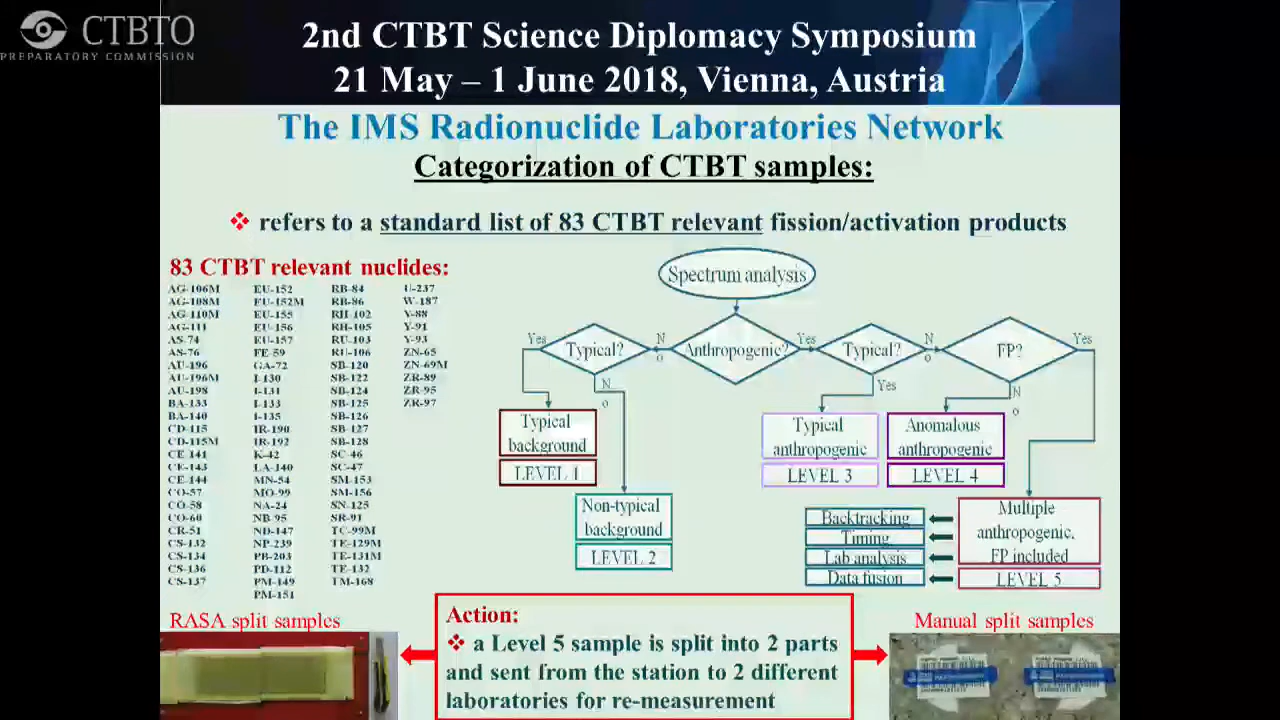 CTBTO
PREPARATORY COMMISSION
2nd CTBT Science Diplomacy Symposium
21 May – 1 June 2018, Vienna, Austria
The IMS Radionuclide Laboratories Network
Categorization of CTBT samples:
❖ refers to a standard list of 83 CTBT relevant fission/activation products
83 CTBT relevant nuclides:
AG-106M
AG-108M
AG-110M
AG-111
AS-74
AS-76
AU-196
AU-196M
AU-198
BA-133
BA-140
CD-115
CD-115M
CE-141
CE-143
CE-144
CO-57
CO-58
CO-60
CR-51
CS-132
CS-134
CS-136
CS-137
EU-152
EU-152M
EU-155
EU-156
EU-157
FE-59
GA-72
I-130
I-131
I-133
I-135
IR-190
IR-192
K-42
LA-140
MN-54
MO-99
NA-24
NB-95
ND-147
NP-239
PB-203
PD-112
PM-149
PM-151
RB-84
RB-86
RH-102
RH-105
RU-103
RU-106
SB-120
SB-122
SB-124
SB-125
SB-126
SB-127
SB-128
SC-46
SC-47
SM-153
SM-156
SN-125
SR-91
TC-99M
TE-129M
TE-131M
TE-132
TM-168
U-237
W-187
Y-88
Y-91
Y-93
ZN-65
ZN-69M
ZR-89
ZR-95
ZR-97
Spectrum analysis
Yes
Typical?
N
o
Anthropogenic?
Yes
Typical?
N
o
FP?
Yes
N
o
Yes
N
o
Typical
background
LEVEL 1
Non-typical
background
LEVEL 2
Typical
anthropogenic
LEVEL 3
Anomalous
anthropogenic
LEVEL 4
Multiple
anthropogenic,
FP included
LEVEL 5
Backtracking
Timing
Lab analysis
Data fusion
RASA split samples
Action:
❖ a Level 5 sample is split into 2 parts
and sent from the station to 2 different
laboratories for re-measurement
Manual split samples